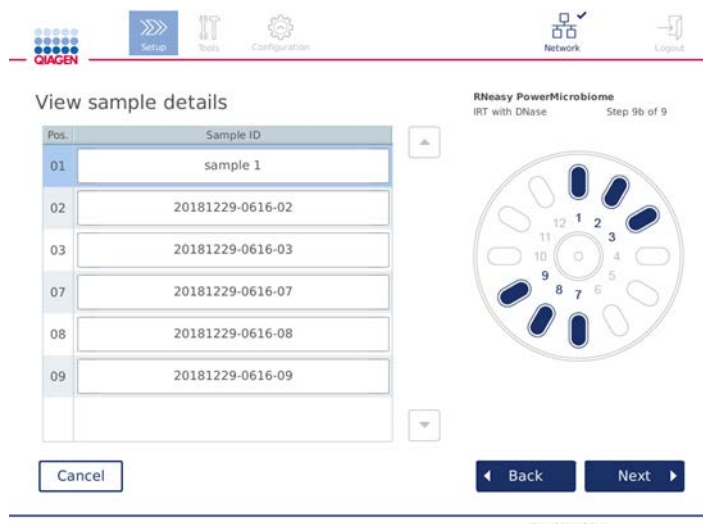 QIAGEN
Setup
Tools
Configuration
Network
Logout
View sample details
RNeasy PowerMicrobiome
IRT with DNase Step 9b of 9
Pos. Sample ID
01 sample 1
02 20181229-0616-02
03 20181229-0616-03
07 20181229-0616-07
08 20181229-0616-08
09 20181229-0616-09
12 1 2
11 3
10 4
9 5
8 7 6
Cancel
Back
Next